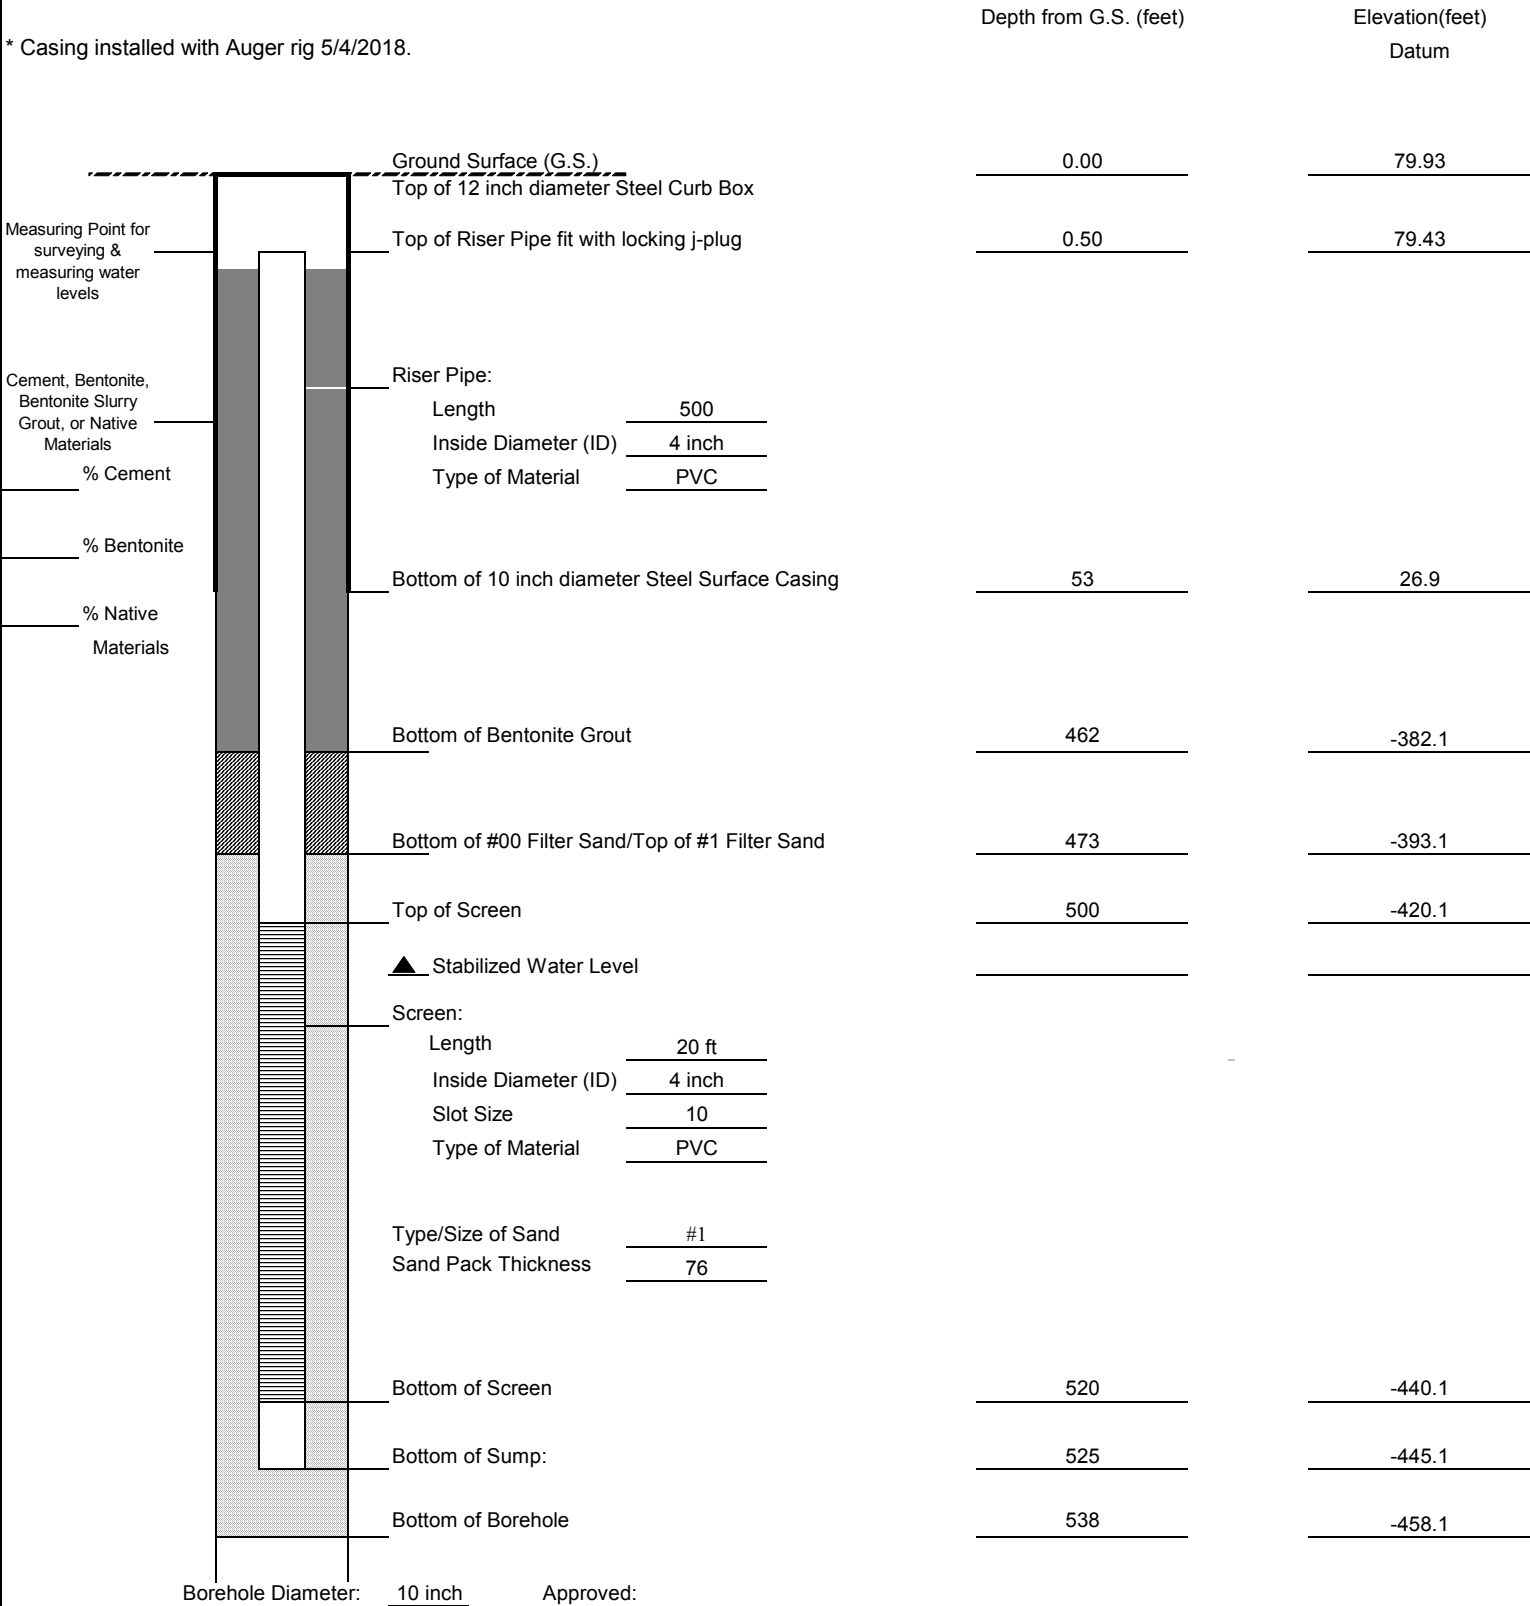 Depth from G.S. (feet) Elevation(feet)
* Casing installed with Auger rig 5/4/2018. Datum
Ground Surface (G.S.) 0.00 79.93
Top of 12 inch diameter Steel Curb Box
Measuring Point for
surveying &
measuring water
levels
Top of Riser Pipe fit with locking j-plug 0.50 79.43
Cement, Bentonite,
Bentonite Slurry
Grout, or Native
Materials
Riser Pipe:
Length 500
Inside Diameter (ID) 4 inch
Type of Material PVC
% Cement
% Bentonite
% Native
Materials
Bottom of 10 inch diameter Steel Surface Casing 53 26.9
Bottom of Bentonite Grout 462 -382.1
Bottom of #00 Filter Sand/Top of #1 Filter Sand 473 -393.1
Top of Screen 500 -420.1
Stabilized Water Level
Screen:
Length 20 ft
Inside Diameter (ID) 4 inch
Slot Size 10
Type of Material PVC
Type/Size of Sand #1
Sand Pack Thickness 76
Bottom of Screen 520 -440.1
Bottom of Sump: 525 -445.1
Bottom of Borehole 538 -458.1
Borehole Diameter: 10 inch Approved: